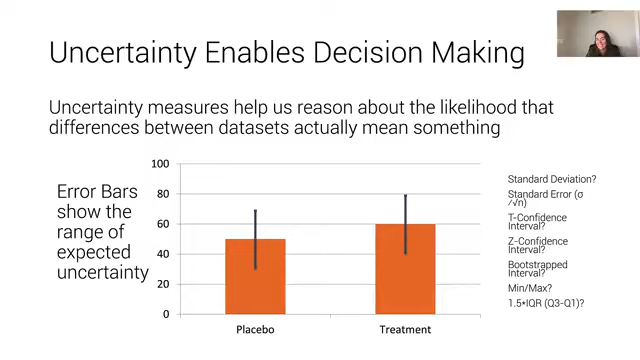 Uncertainty Enables Decision Making
Uncertainty measures help us reason about the likelihood that
differences between datasets actually mean something
Error Bars
show the
range of
expected
uncertainty
100
80
60
40
20
0
Placebo
Treatment
Standard Deviation?
Standard Error (σ
/√n)
T-Confidence
Interval?
Z-Confidence
Interval?
Bootstrapped
Interval?
Min/Max?
1.5*IQR (Q3-Q1)?